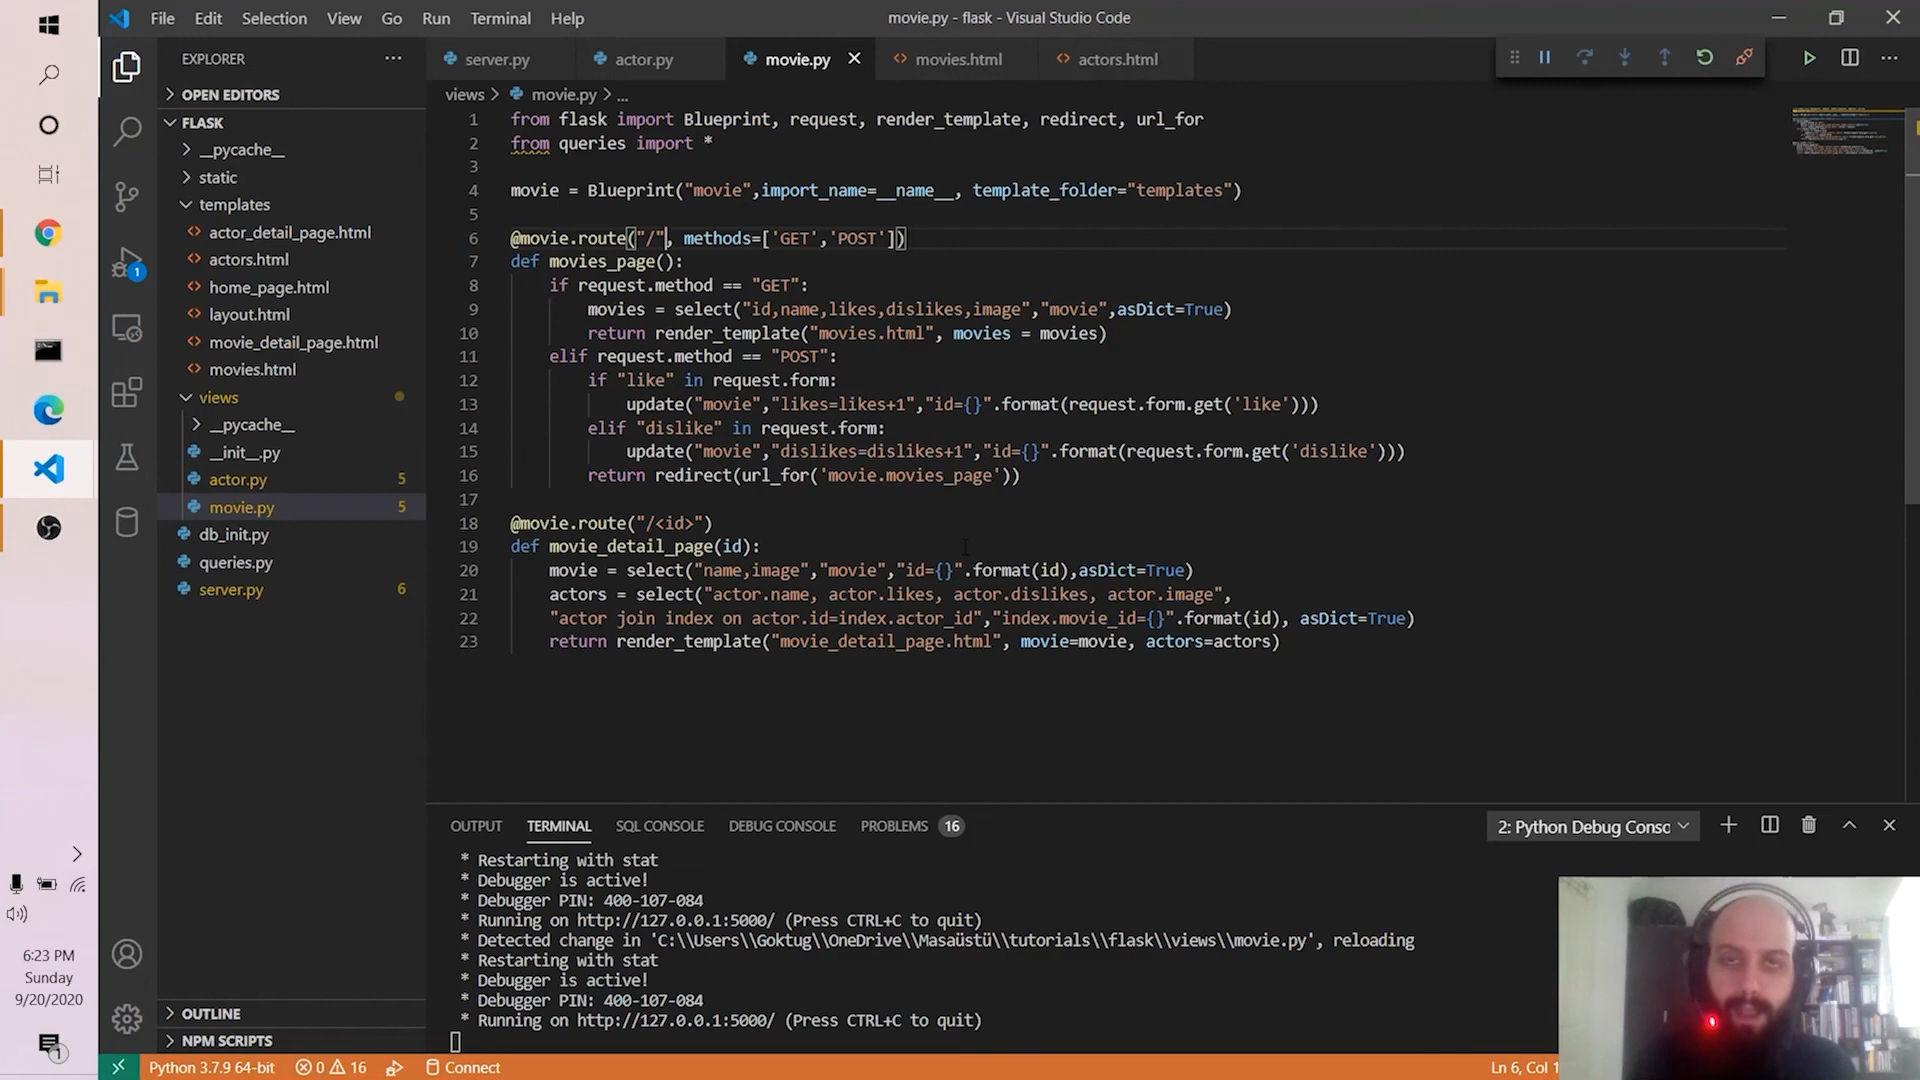 File Edit Selection View Go Run Terminal Help
movie.py - flask - Visual Studio Code
EXPLORER
OPEN EDITORS
FLASK
__pycache__
static
templates
actor_detail_page.html
actors.html
home_page.html
layout.html
movie_detail_page.html
movies.html
views
__pycache__
__init__.py
actor.py 5
movie.py 5
db_init.py
queries.py
server.py 6
OUTLINE
NPM SCRIPTS
1
server.py actor.py movie.py movies.html actors.html
views > movie.py > ...
1 from flask import Blueprint, request, render_template, redirect, url_for
2 from queries import *
3
4 movie = Blueprint("movie",import_name=__name__, template_folder="templates")
5
6 @movie.route("/", methods=['GET','POST'])
7 def movies_page():
8 if request.method == "GET":
9 movies = select("id,name,likes,dislikes,image","movie",asDict=True)
10 return render_template("movies.html", movies = movies)
11 elif request.method == "POST":
12 if "like" in request.form:
13 update("movie","likes=likes+1","id={}".format(request.form.get('like')))
14 elif "dislike" in request.form:
15 update("movie","dislikes=dislikes+1","id={}".format(request.form.get('dislike')))
16 return redirect(url_for('movie.movies_page'))
17
18 @movie.route("/<id>")
19 def movie_detail_page(id):
20 movie = select("name,image","movie","id={}".format(id),asDict=True)
21 actors = select("actor.name, actor.likes, actor.dislikes, actor.image",
22 "actor join index on actor.id=index.actor_id","index.movie_id={}".format(id), asDict=True)
23 return render_template("movie_detail_page.html", movie=movie, actors=actors)
OUTPUT TERMINAL SQL CONSOLE DEBUG CONSOLE PROBLEMS 16
2: Python Debug Consc
* Restarting with stat
* Debugger is active!
* Debugger PIN: 400-107-084
* Running on http://127.0.0.1:5000/ (Press CTRL+C to quit)
* Detected change in 'C:\\Users\\Goktug\\OneDrive\\Masaüstü\\tutorials\\flask\\views\\movie.py', reloading
* Restarting with stat
* Debugger is active!
* Debugger PIN: 400-107-084
* Running on http://127.0.0.1:5000/ (Press CTRL+C to quit)
6:23 PM
Sunday
9/20/2020
1
Python 3.7.9 64-bit 0 16 Connect
Ln 6, Col 1